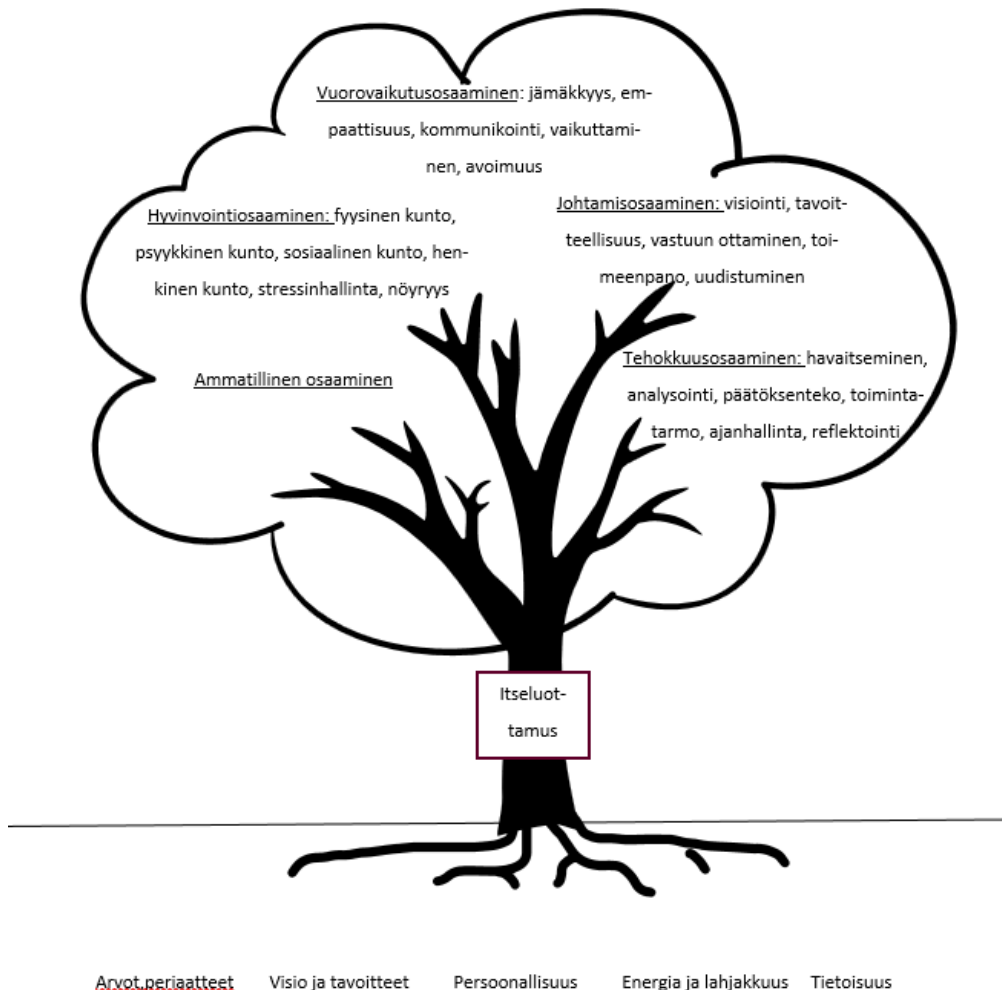 Vuorovaikutusosaaminen: jämäkkyys, em-
paattisuus, kommunikointi, vaikuttami-
nen, avoimuus
Hyvinvointiosaaminen: fyysinen kunto,
psyykkinen kunto, sosiaalinen kunto, hen-
kinen kunto, stressinhallinta, nöyryys
Johtamisosaaminen: visiointi, tavoit-
teellisuus, vastuun ottaminen, toi-
meenpano, uudistuminen
Ammatillinen osaaminen
Tehokkuusosaaminen: havaitseminen,
analysointi, päätöksenteko, toiminta-
tarmo, ajanhallinta, reflektointi
Itseluot-
tamus
Arvot,periaatteet Visio ja tavoitteet Persoonallisuus Energia ja lahjakkuus Tietoisuus